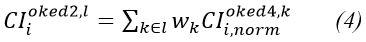 CI_i^{oked2,l} = ∑_{k∈l} w_k CI_{i,norm}^{oked4,k} (4)